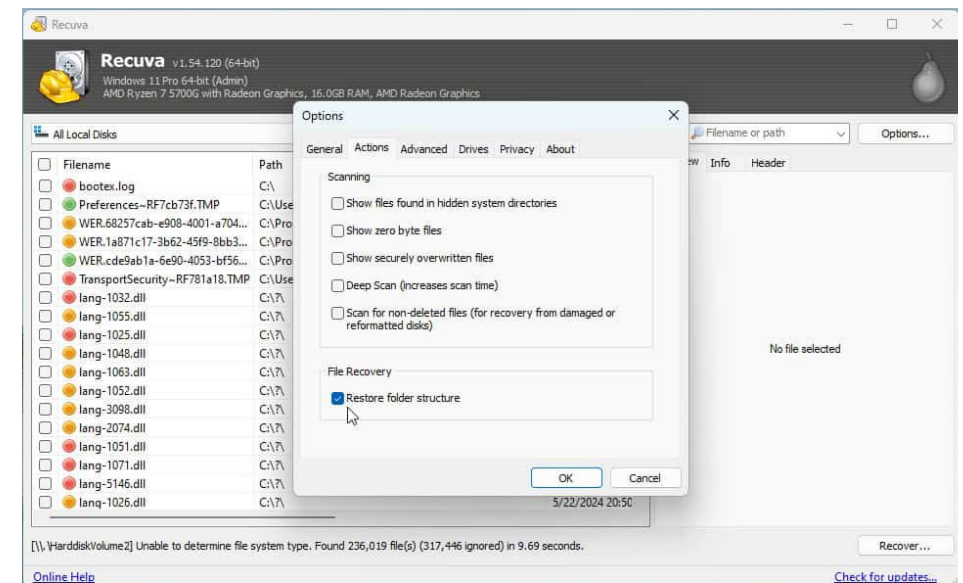 Recuva
Recuva v1.54.120 (64-bit)
Windows 11 Pro 64-bit (Admin)
AMD Ryzen 7 5700G with Radeon Graphics, 16.0GB RAM, AMD Radeon Graphics
All Local Disks
Filename or path
Options...
Filename
Path
Info
Header
bootex.log
C:\
Preferences~RF7cb73f.TMP
C:\Use
WER.68257cab-e908-4001-a704...
C:\Pro
WER.1a871c17-3b62-45f9-8bb3...
C:\Pro
WER.cde9ab1a-6e90-4053-bf56...
C:\Pro
TransportSecurity~RF781a18.TMP
C:\Use
lang-1032.dll
C:\?\
lang-1055.dll
C:\?\
lang-1025.dll
C:\?\
lang-1048.dll
C:\?\
lang-1063.dll
C:\?\
lang-1052.dll
C:\?\
lang-3098.dll
C:\?\
lang-2074.dll
C:\?\
lang-1051.dll
C:\?\
lang-1071.dll
C:\?\
lang-5146.dll
C:\?\
lang-1026.dll
C:\?\
5/22/2024 20:50
Options
General
Actions
Advanced
Drives
Privacy
About
Scanning
Show files found in hidden system directories
Show zero byte files
Show securely overwritten files
Deep Scan (increases scan time)
Scan for non-deleted files (for recovery from damaged or
reformatted disks)
File Recovery
Restore folder structure
OK
Cancel
No file selected
[\\.\HarddiskVolume2] Unable to determine file system type. Found 236,019 file(s) (317,446 ignored) in 9.69 seconds.
Recover...
Online Help
Check for updates...